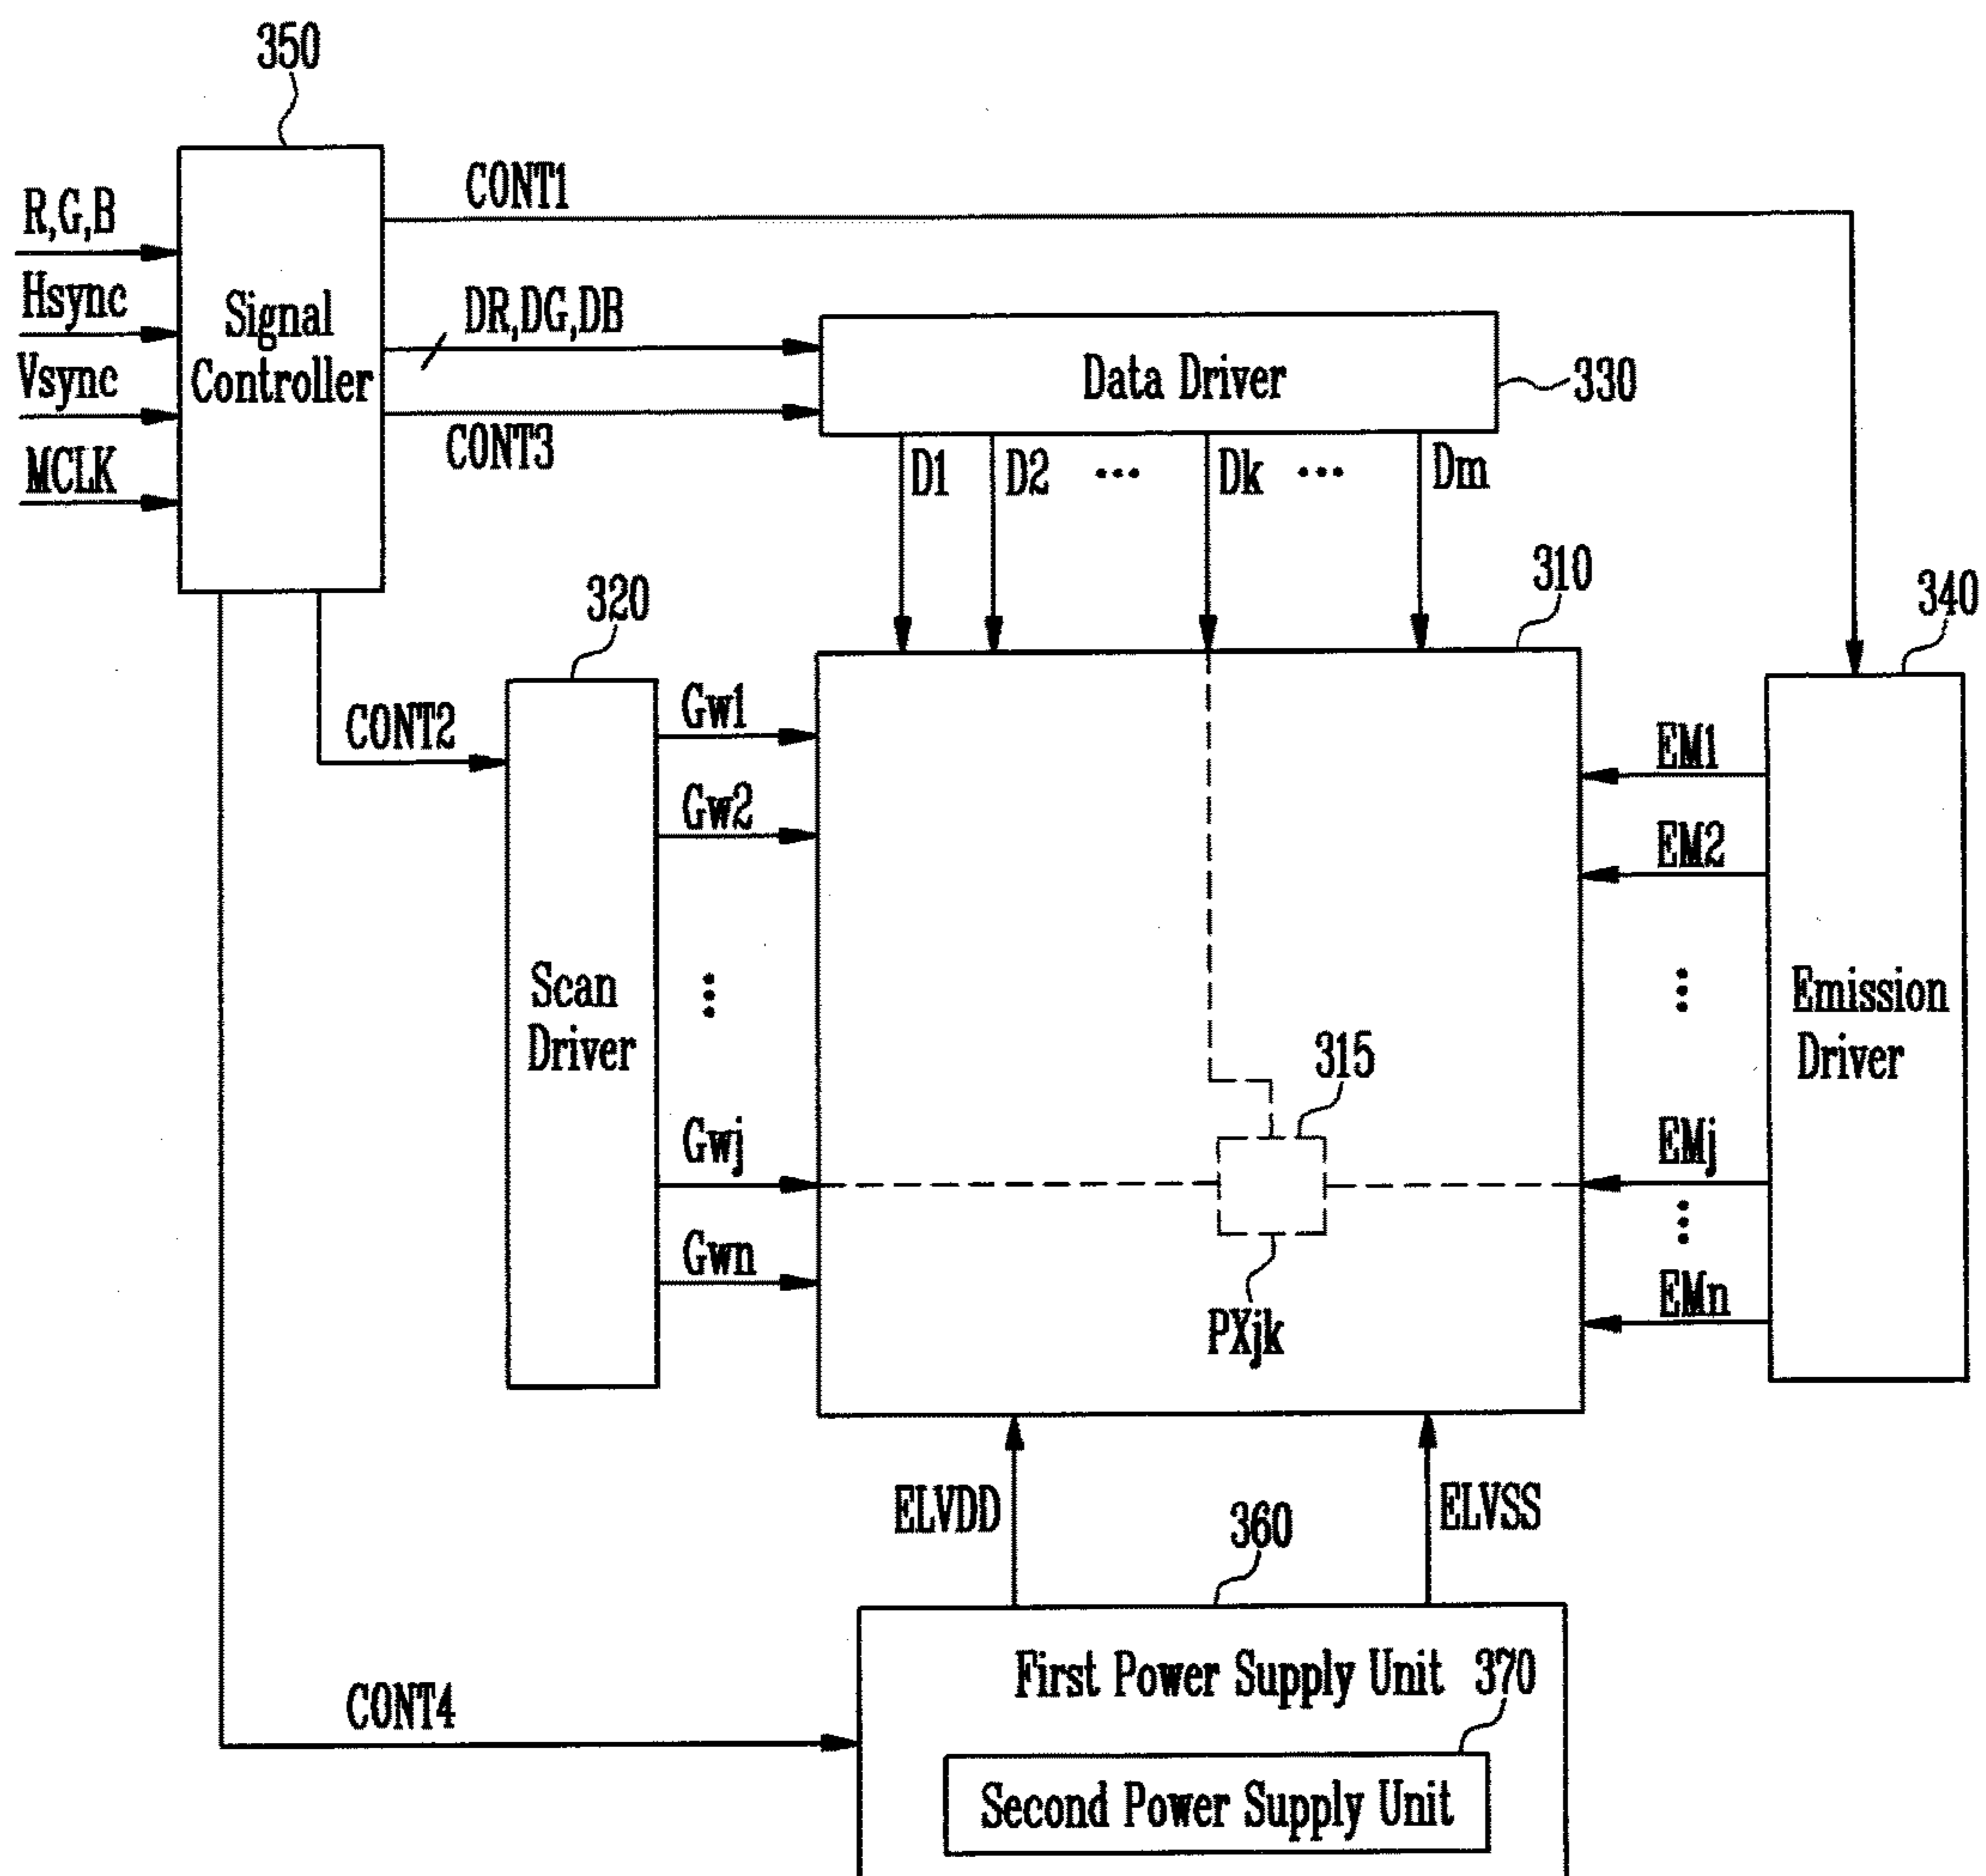 350
CONT1
R,G,B
Hsync
Vsync
MCLK
Signal
Controller
DR,DG,DB
CONT3
Data Driver
330
D1
D2
...
Dk
...
Dm
310
340
320
CONT2
Gw1
Gw2
Scan
Driver
Gwj
Gwn
315
PXjk
EM1
EM2
Emission
Driver
EMj
EMn
ELVDD
ELVSS
360
First Power Supply Unit
370
CONT4
Second Power Supply Unit